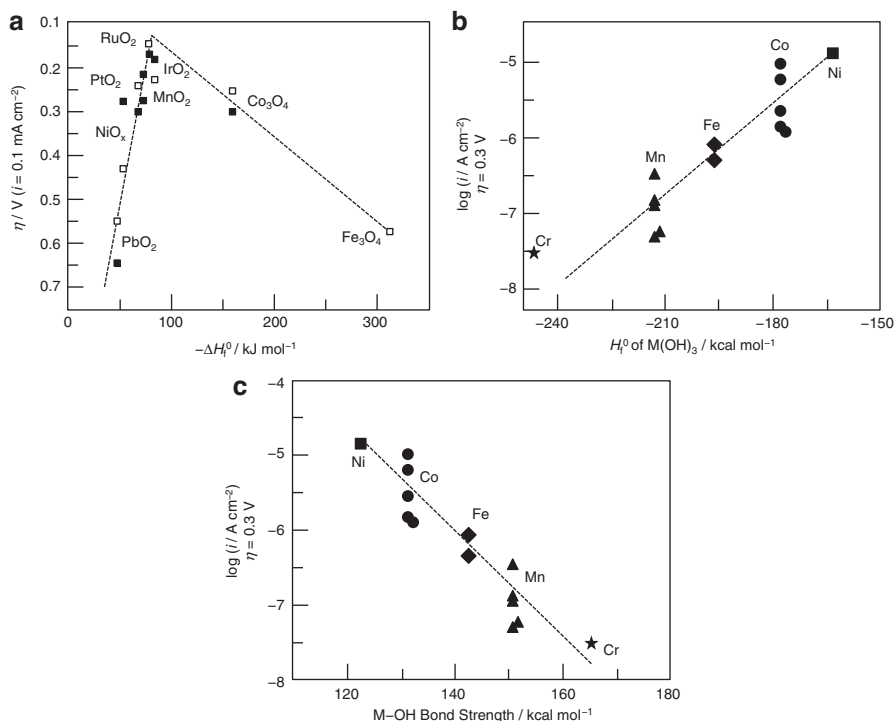 a
η / V (i = 0.1 mA cm⁻²)
0.1
0.2
0.3
0.4
0.5
0.6
0.7
RuO₂
IrO₂
PtO₂
MnO₂
NiOₓ
PbO₂
Co₃O₄
Fe₃O₄
0
100
200
300
−ΔH_f⁰ / kJ mol⁻¹
b
log (i / A cm⁻²)
η = 0.3 V
−5
−6
−7
−8
Co
Ni
Fe
Mn
Cr
−240
−210
−180
−150
H_f⁰ of M(OH)₃ / kcal mol⁻¹
c
log (i / A cm⁻²)
η = 0.3 V
−4
−5
−6
−7
−8
Ni
Co
Fe
Mn
Cr
120
140
160
180
M−OH Bond Strength / kcal mol⁻¹